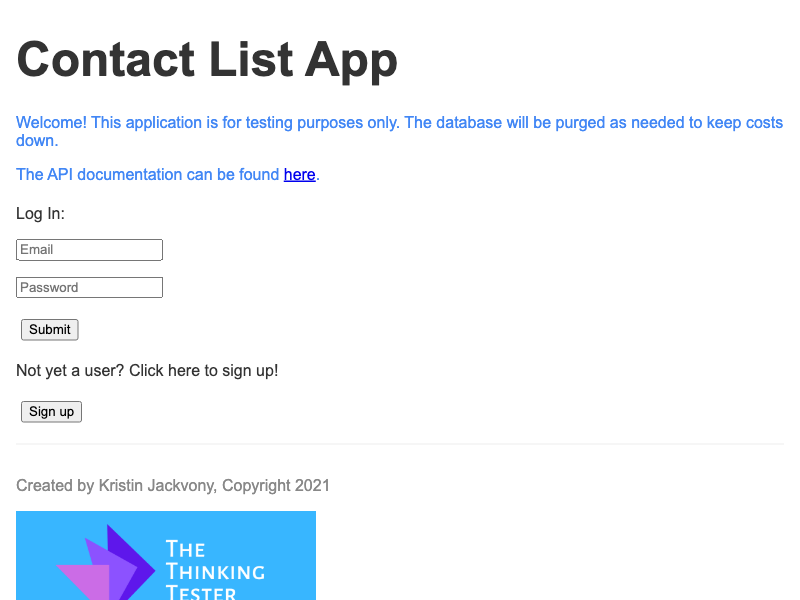 Contact List App
Welcome! This application is for testing purposes only. The database will be purged as needed to keep costs
down.
The API documentation can be found here.
Log In:
Email
Password
Submit
Not yet a user? Click here to sign up!
Sign up
Created by Kristin Jackvony, Copyright 2021
THE
THINKING
TESTER